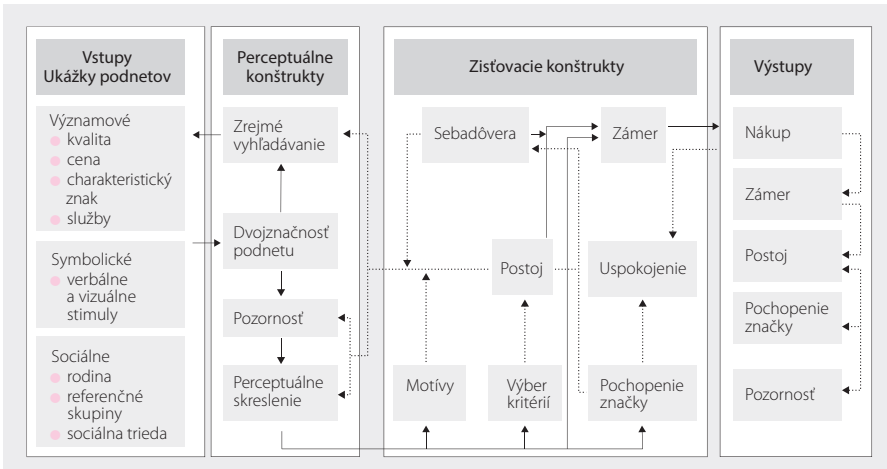 Vstupy
Ukážky podnetov
Významové
kvalita
cena
charakteristický
znak
služby
Symbolické
verbálne
a vizuálne
stimuly
Sociálne
rodina
referenčné
skupiny
sociálna trieda
Perceptuálne
konštrukty
Zrejmé
vyhľadávanie
Dvojznačnosť
podnetu
Pozornosť
Perceptuálne
skreslenie
Zisťovacie konštrukty
Sebadôvera
Zámer
Postoj
Uspokojenie
Motívy
Výber
kritérií
Pochopenie
značky
Výstupy
Nákup
Zámer
Postoj
Pochopenie
značky
Pozornosť